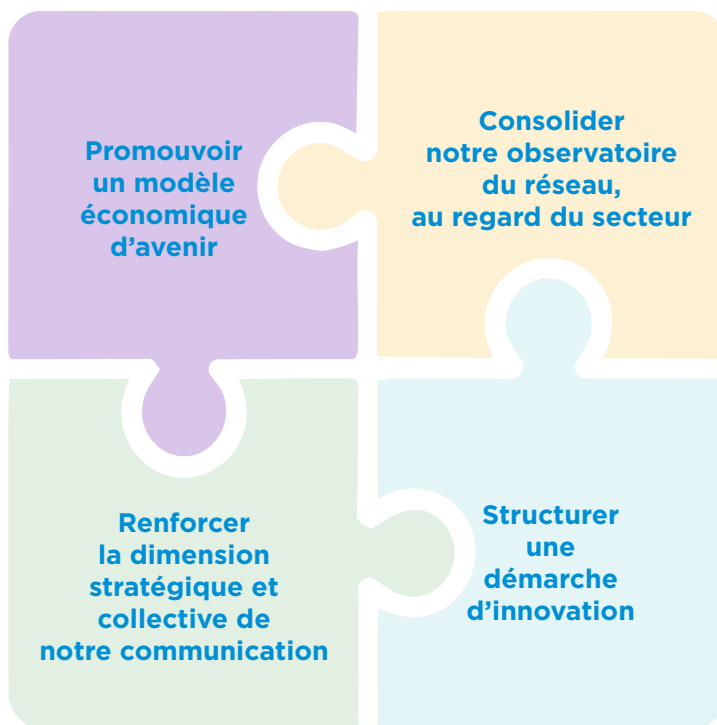 Promouvoir
un modèle
économique
d’avenir
Consolider
notre observatoire
du réseau,
au regard du secteur
Renforcer
la dimension
stratégique et
collective de
notre communication
Structurer
une
démarche
d’innovation